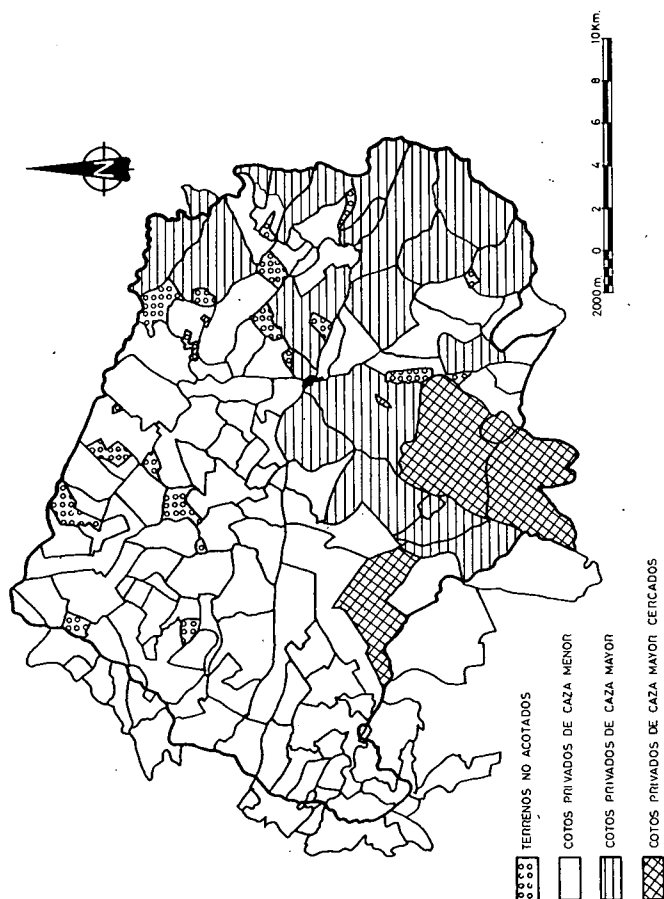 N
2000 m 0 2 4 6 8 10 Km.
TERRENOS NO ACOTADOS
COTOS PRIVADOS DE CAZA MENOR
COTOS PRIVADOS DE CAZA MAYOR
COTOS PRIVADOS DE CAZA MAYOR CERCADOS